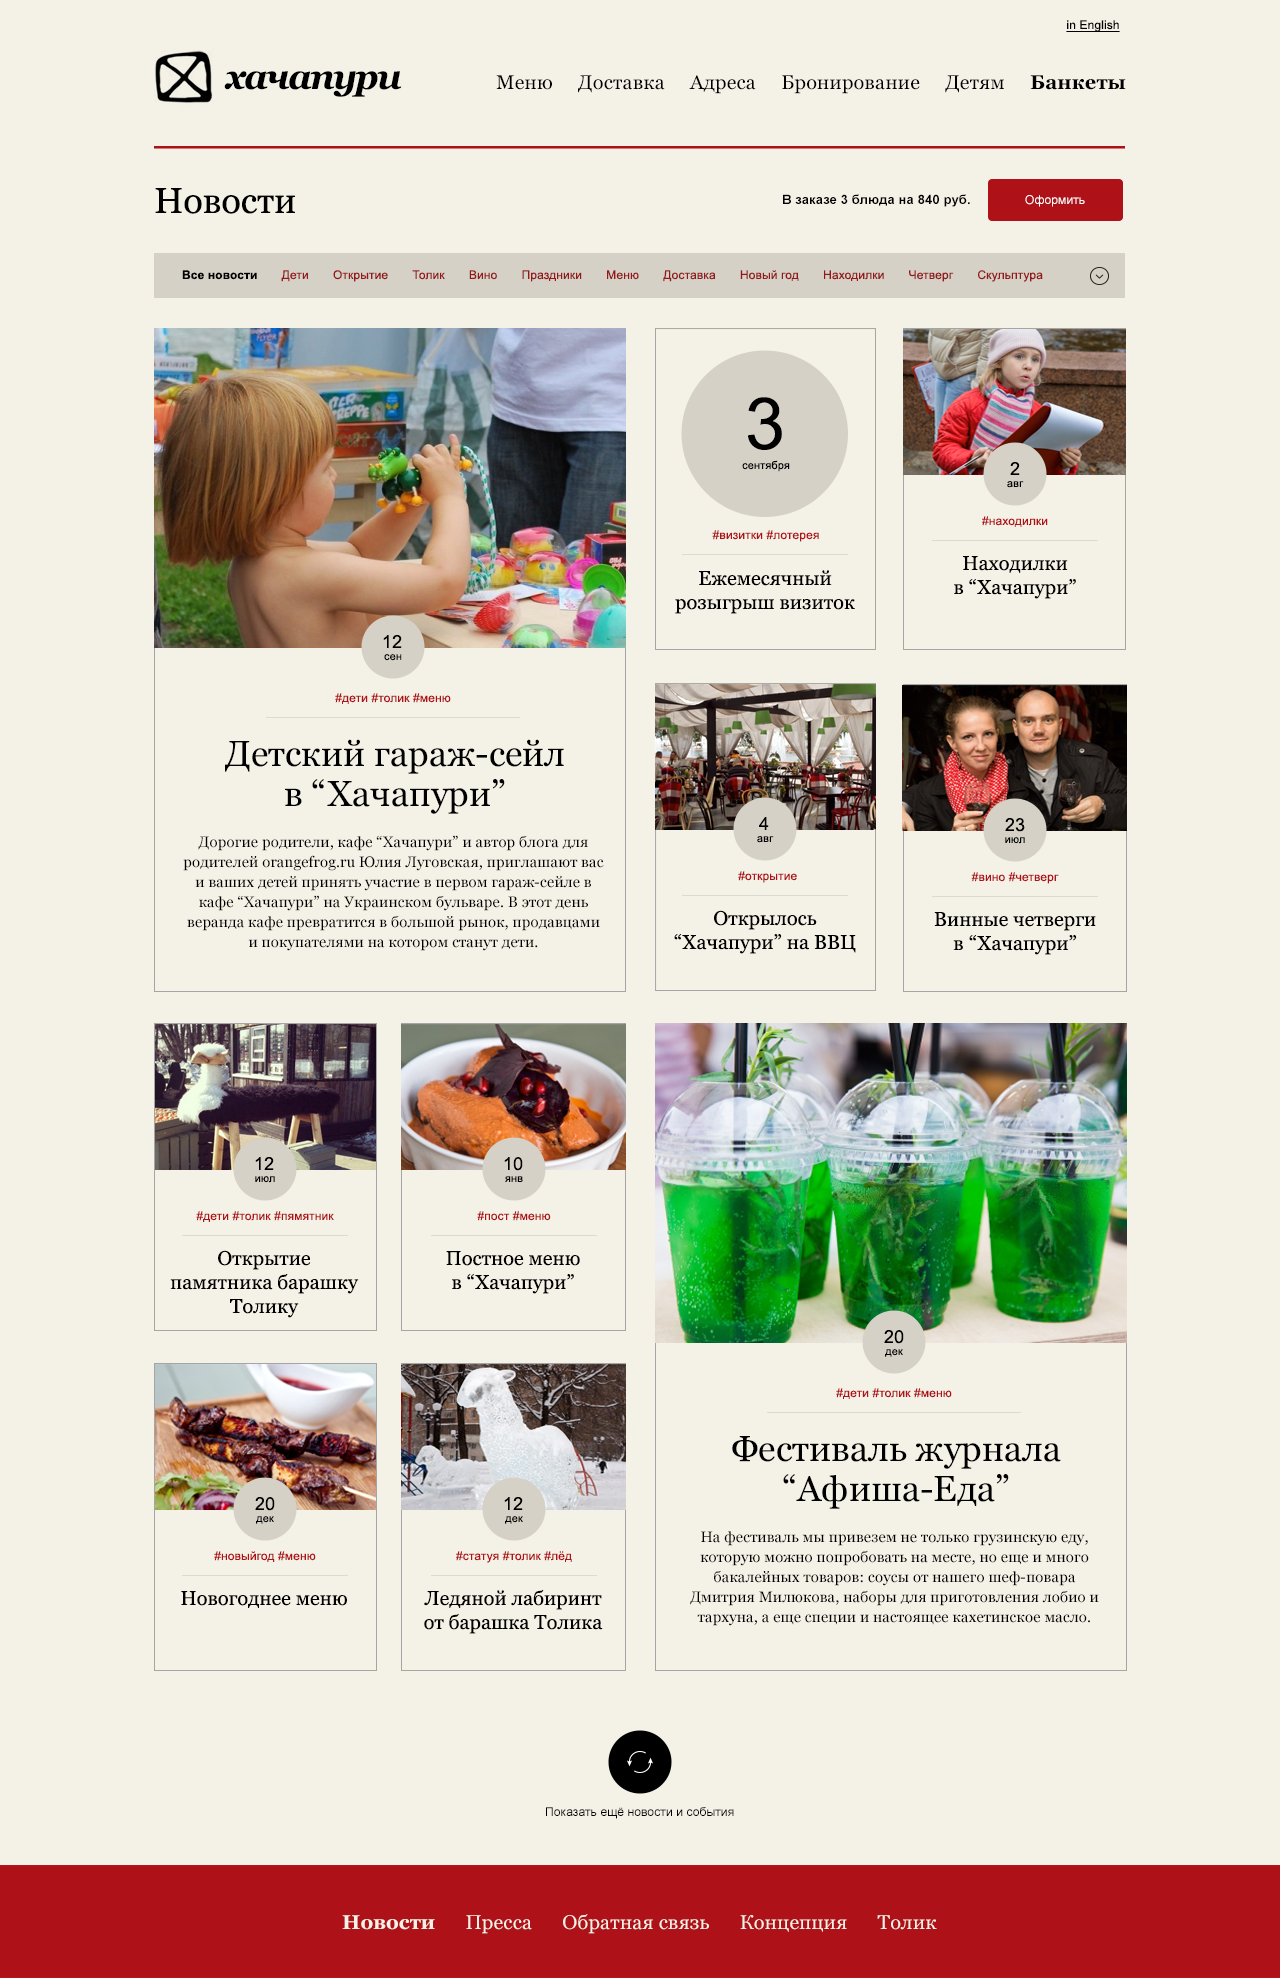 in English
хачапури
Меню Доставка Адреса Бронирование Детям Банкеты
Новости
В заказе 3 блюда на 840 руб.
Оформить
Все новости Дети Открытие Толик Вино Праздники Меню Доставка Новый год Находилки Четверг Скульптура
12
сен
#дети #толик #меню
Детский гараж-сейл
в “Хачапури”
Дорогие родители, кафе “Хачапури” и автор блога для
родителей orangefrog.ru Юлия Луговская, приглашают вас
и ваших детей принять участие в первом гараж-сейле в
кафе “Хачапури” на Украинском бульваре. В этот день
веранда кафе превратится в большой рынок, продавцами
и покупателями на котором станут дети.
3
сентября
#визитки #лотерея
Ежемесячный
розыгрыш визиток
2
авг
#находилки
Находилки
в “Хачапури”
4
авг
#открытие
Открылось
“Хачапури” на ВВЦ
23
июл
#вино #четверг
Винные четверги
в “Хачапури”
12
июл
#дети #толик #пямятник
Открытие
памятника барашку
Толику
10
янв
#пост #меню
Постное меню
в “Хачапури”
20
дек
#новыйгод #меню
Новогоднее меню
12
дек
#статуя #толик #лёд
Ледяной лабиринт
от барашка Толика
20
дек
#дети #толик #меню
Фестиваль журнала
“Афиша-Еда”
На фестиваль мы привезем не только грузинскую еду,
которую можно попробовать на месте, но еще и много
бакалейных товаров: соусы от нашего шеф-повара
Дмитрия Милюкова, наборы для приготовления лобио и
тархуна, а еще специи и настоящее кахетинское масло.
Показать ещё новости и события
Новости Пресса Обратная связь Концепция Толик